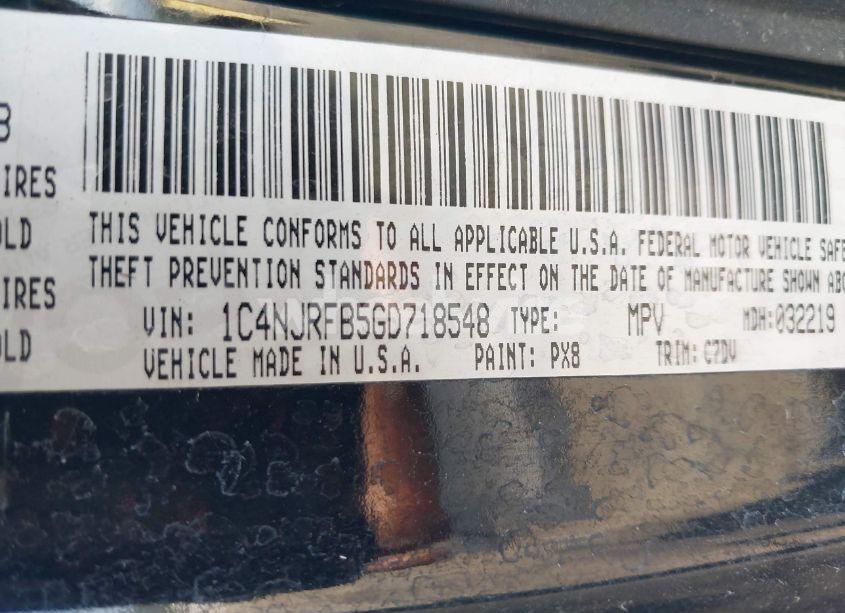 B
IRES
OLD
THIS VEHICLE CONFORMS TO ALL APPLICABLE U.S.A. FEDERAL MOTOR VEHICLE SAFE
THEFT PREVENTION STANDARDS IN EFFECT ON THE DATE OF MANUFACTURE SHOWN ABO
IRES
VIN: 1C4NJRFB5GD718548 TYPE: MPV MDH: 032219
OLD
VEHICLE MADE IN U.S.A. PAINT: PX8 TRIM: C7DV